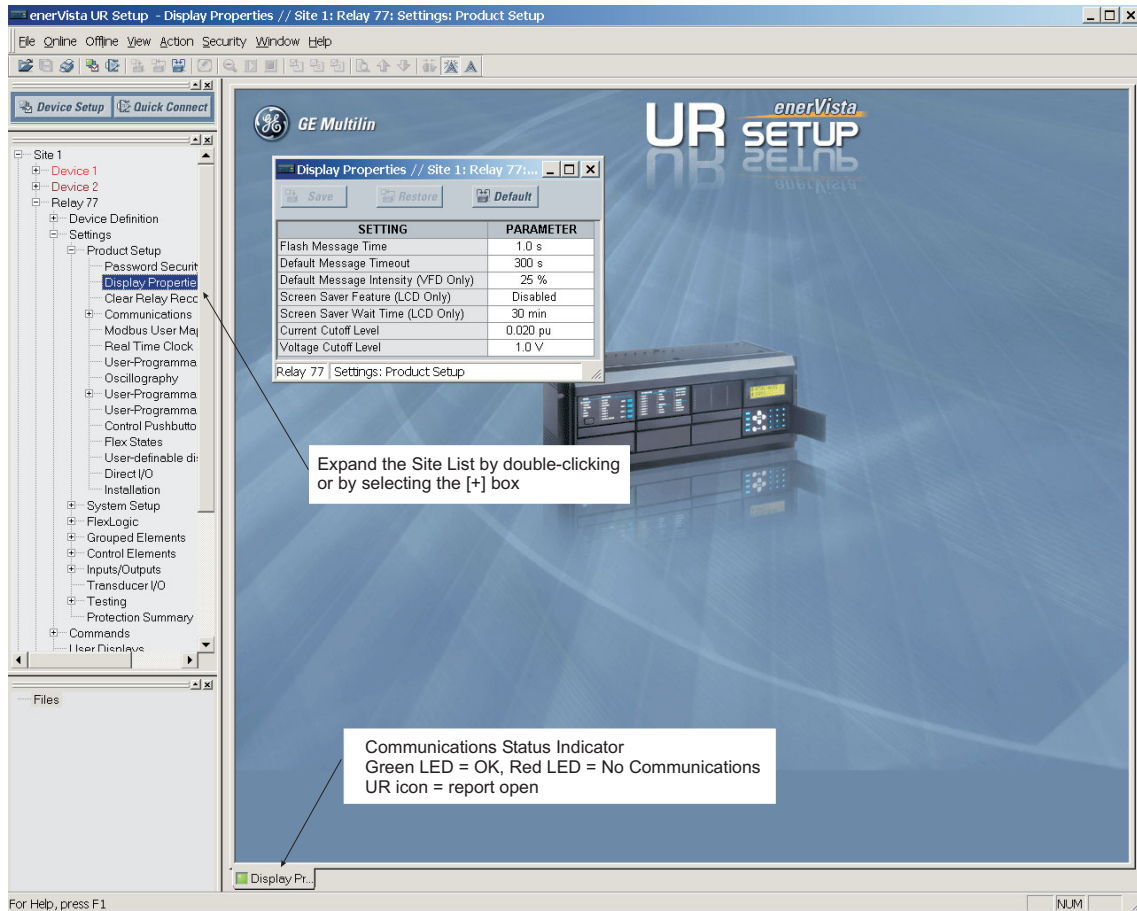 enerVista UR Setup - Display Properties // Site 1: Relay 77: Settings: Product Setup
File Online Offline View Action Security Window Help
Device Setup Quick Connect
Site 1
Device 1
Device 2
Relay 77
Device Definition
Settings
Product Setup
Password Securit
Display Propertie
Clear Relay Reco
Communications
Modbus User Map
Real Time Clock
User-Programma
Oscillography
User-Programma
User-Programma
Control Pushbutto
Flex States
User-definable di
Direct I/O
Installation
System Setup
FlexLogic
Grouped Elements
Control Elements
Inputs/Outputs
Transducer I/O
Testing
Protection Summary
Commands
User Displays
Files
GE Multilin
enerVista
UR SETUP
Display Properties // Site 1: Relay 77:...
Save Restore Default
SETTING PARAMETER
Flash Message Time 1.0 s
Default Message Timeout 300 s
Default Message Intensity (VFD Only) 25 %
Screen Saver Feature (LCD Only) Disabled
Screen Saver Wait Time (LCD Only) 30 min
Current Cutoff Level 0.020 pu
Voltage Cutoff Level 1.0 V
Relay 77 Settings: Product Setup
Expand the Site List by double-clicking
or by selecting the [+] box
Communications Status Indicator
Green LED = OK, Red LED = No Communications
UR icon = report open
Display Pr...
For Help, press F1
NUM